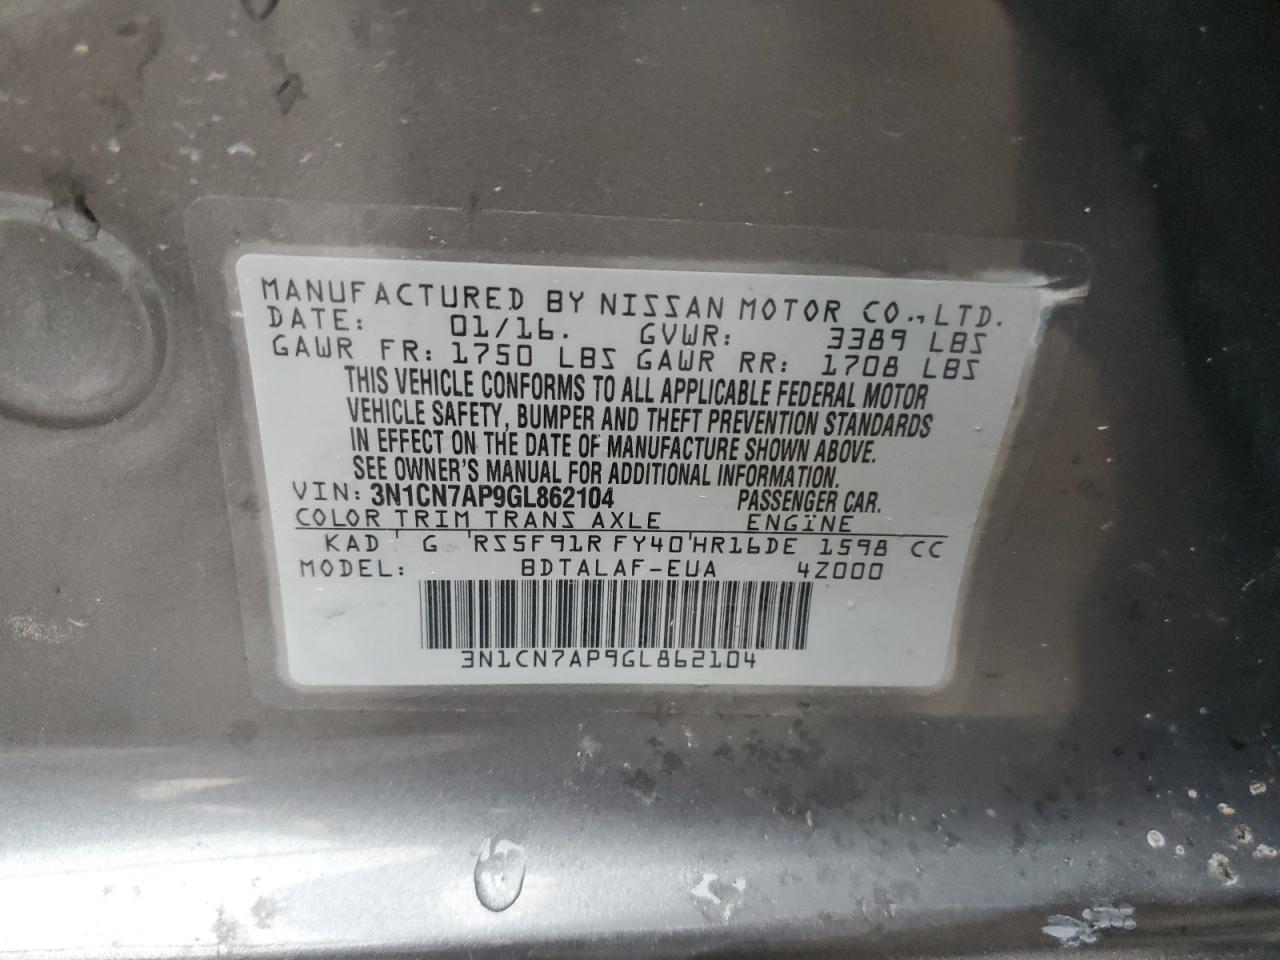 MANUFACTURED BY NISSAN MOTOR CO., LTD.
DATE: 01/16. GVWR: 3389 LBS
GAWR FR: 1750 LBS GAWR RR: 1708 LBS
THIS VEHICLE CONFORMS TO ALL APPLICABLE FEDERAL MOTOR
VEHICLE SAFETY, BUMPER AND THEFT PREVENTION STANDARDS
IN EFFECT ON THE DATE OF MANUFACTURE SHOWN ABOVE.
SEE OWNER'S MANUAL FOR ADDITIONAL INFORMATION.
VIN: 3N1CN7AP9GL862104 PASSENGER CAR.
COLOR TRIM TRANS AXLE ENGINE
KAD G RS5F91R FY40 HR16DE 1598 CC
MODEL: BDTALAF-EUA 4Z000
3N1CN7AP9GL862104